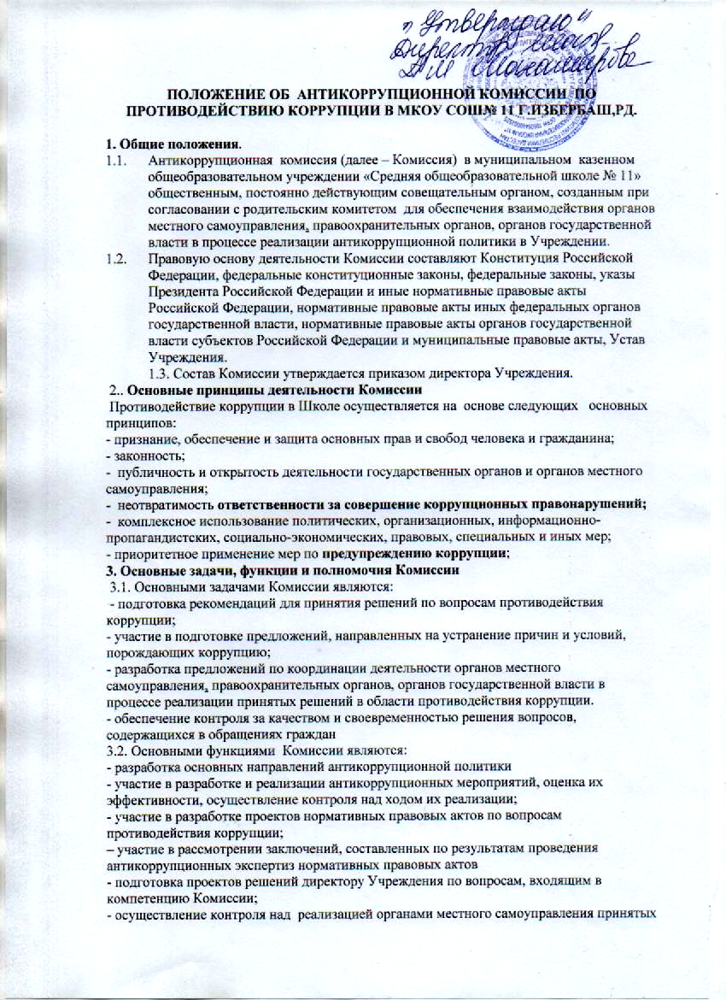 "Утверждаю"
Директор школы
ПОЛОЖЕНИЕ ОБ АНТИКОРРУПЦИОННОЙ КОМИССИИ ПО
ПРОТИВОДЕЙСТВИЮ КОРРУПЦИИ В МКОУ СОШ№ 11 Г.ИЗБЕРБАШ,РД.
1. Общие положения.
1.1. Антикоррупционная комиссия (далее – Комиссия) в муниципальном казенном
общеобразовательном учреждении «Средняя общеобразовательной школе № 11»
общественным, постоянно действующим совещательным органом, созданным при
согласовании с родительским комитетом для обеспечения взаимодействия органов
местного самоуправления, правоохранительных органов, органов государственной
власти в процессе реализации антикоррупционной политики в Учреждении.
1.2. Правовую основу деятельности Комиссии составляют Конституция Российской
Федерации, федеральные конституционные законы, федеральные законы, указы
Президента Российской Федерации и иные нормативные правовые акты
Российской Федерации, нормативные правовые акты иных федеральных органов
государственной власти, нормативные правовые акты органов государственной
власти субъектов Российской Федерации и муниципальные правовые акты, Устав
Учреждения.
1.3. Состав Комиссии утверждается приказом директора Учреждения.
2.. Основные принципы деятельности Комиссии
Противодействие коррупции в Школе осуществляется на основе следующих основных
принципов:
- признание, обеспечение и защита основных прав и свобод человека и гражданина;
- законность;
- публичность и открытость деятельности государственных органов и органов местного
самоуправления;
- неотвратимость ответственности за совершение коррупционных правонарушений;
- комплексное использование политических, организационных, информационно-
пропагандистских, социально-экономических, правовых, специальных и иных мер;
- приоритетное применение мер по предупреждению коррупции;
3. Основные задачи, функции и полномочия Комиссии
3.1. Основными задачами Комиссии являются:
- подготовка рекомендаций для принятия решений по вопросам противодействия
коррупции;
- участие в подготовке предложений, направленных на устранение причин и условий,
порождающих коррупцию;
- разработка предложений по координации деятельности органов местного
самоуправления, правоохранительных органов, органов государственной власти в
процессе реализации принятых решений в области противодействия коррупции.
- обеспечение контроля за качеством и своевременностью решения вопросов,
содержащихся в обращениях граждан
3.2. Основными функциями Комиссии являются:
- разработка основных направлений антикоррупционной политики
- участие в разработке и реализации антикоррупционных мероприятий, оценка их
эффективности, осуществление контроля над ходом их реализации;
- участие в разработке проектов нормативных правовых актов по вопросам
противодействия коррупции;
– участие в рассмотрении заключений, составленных по результатам проведения
антикоррупционных экспертиз нормативных правовых актов
- подготовка проектов решений директору Учреждения по вопросам, входящим в
компетенцию Комиссии;
- осуществление контроля над реализацией органами местного самоуправления принятых